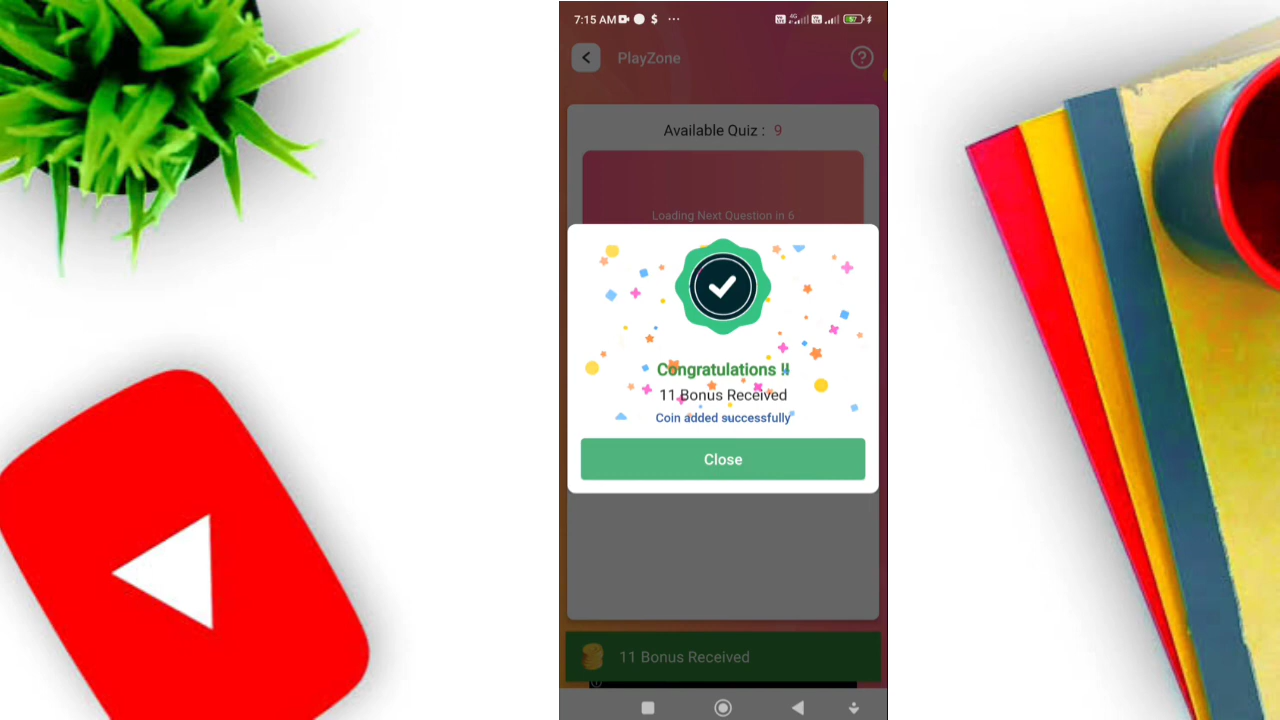 7:15 AM
PlayZone
Available Quiz : 9
Loading Next Question in 6
Congratulations !!
11 Bonus Received
Coin added successfully
Close
11 Bonus Received